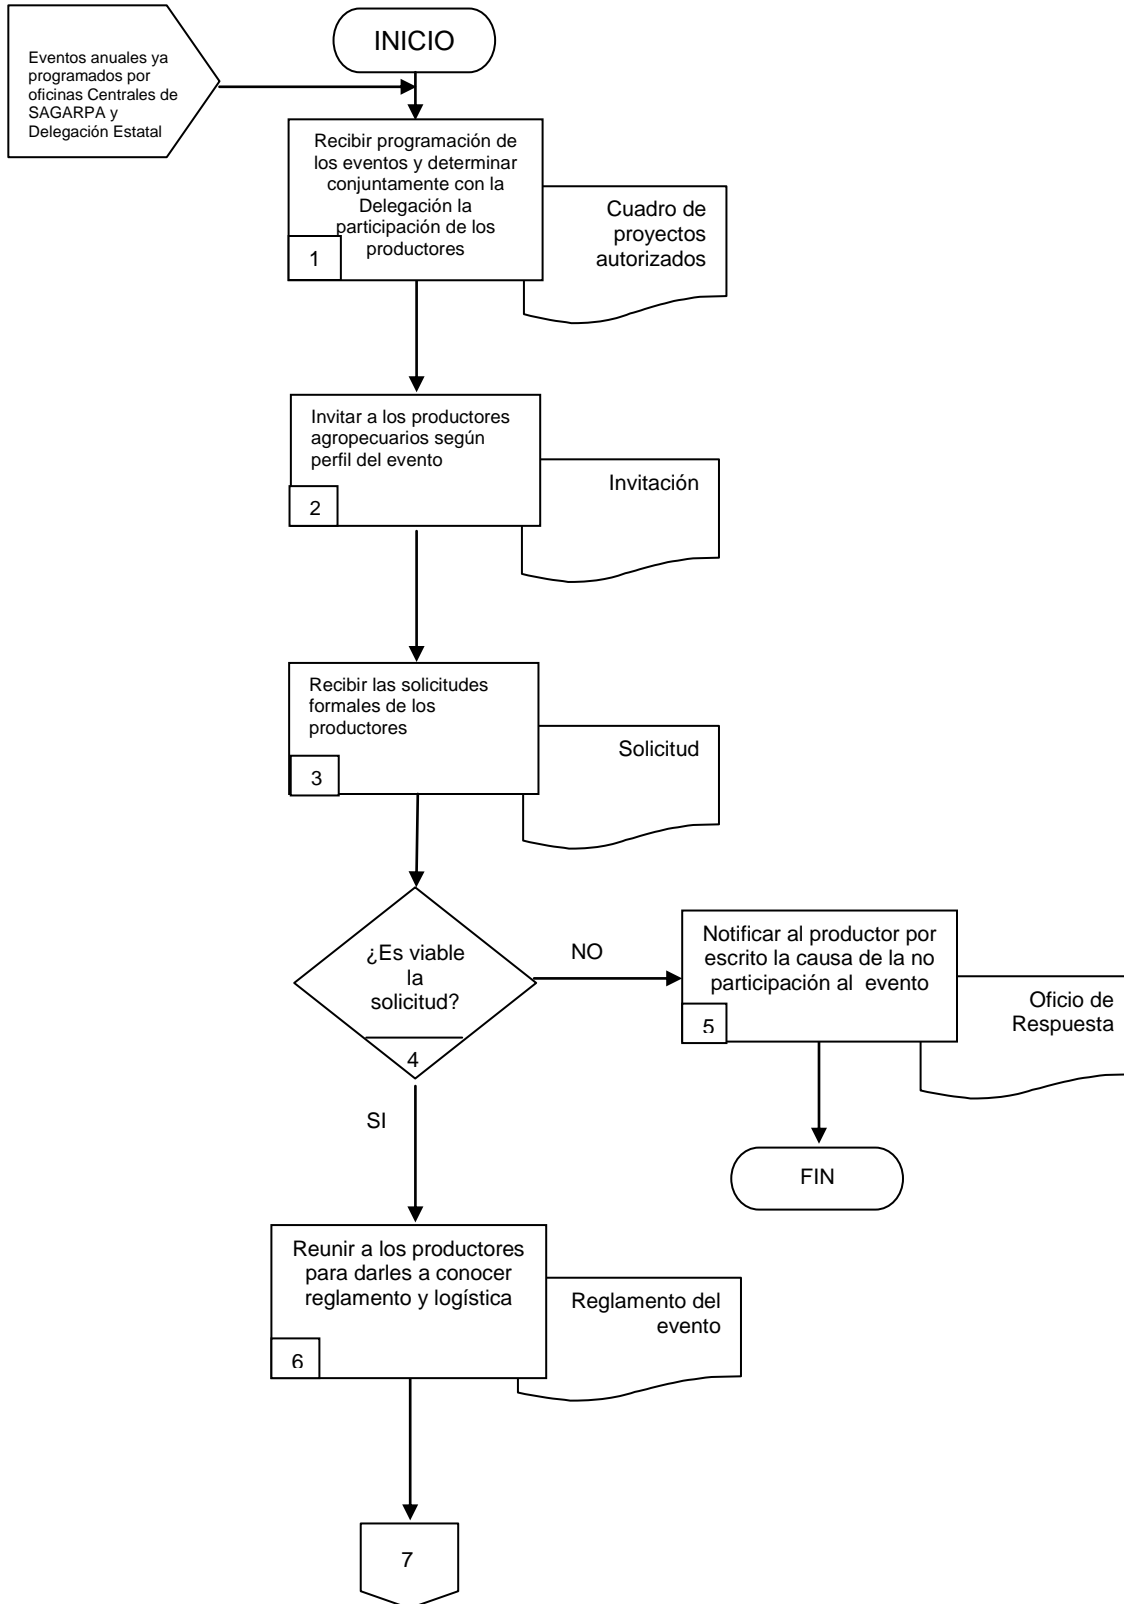 Eventos anuales ya
programados por
oficinas Centrales de
SAGARPA y
Delegación Estatal
INICIO
Recibir programación de
los eventos y determinar
conjuntamente con la
Delegación la
participación de los
productores
1
Cuadro de
proyectos
autorizados
Invitar a los productores
agropecuarios según
perfil del evento
2
Invitación
Recibir las solicitudes
formales de los
productores
3
Solicitud
¿Es viable
la
solicitud?
4
NO
Notificar al productor por
escrito la causa de la no
participación al  evento
5
Oficio de
Respuesta
FIN
SI
Reunir a los productores
para darles a conocer
reglamento y logística
6
Reglamento del
evento
7